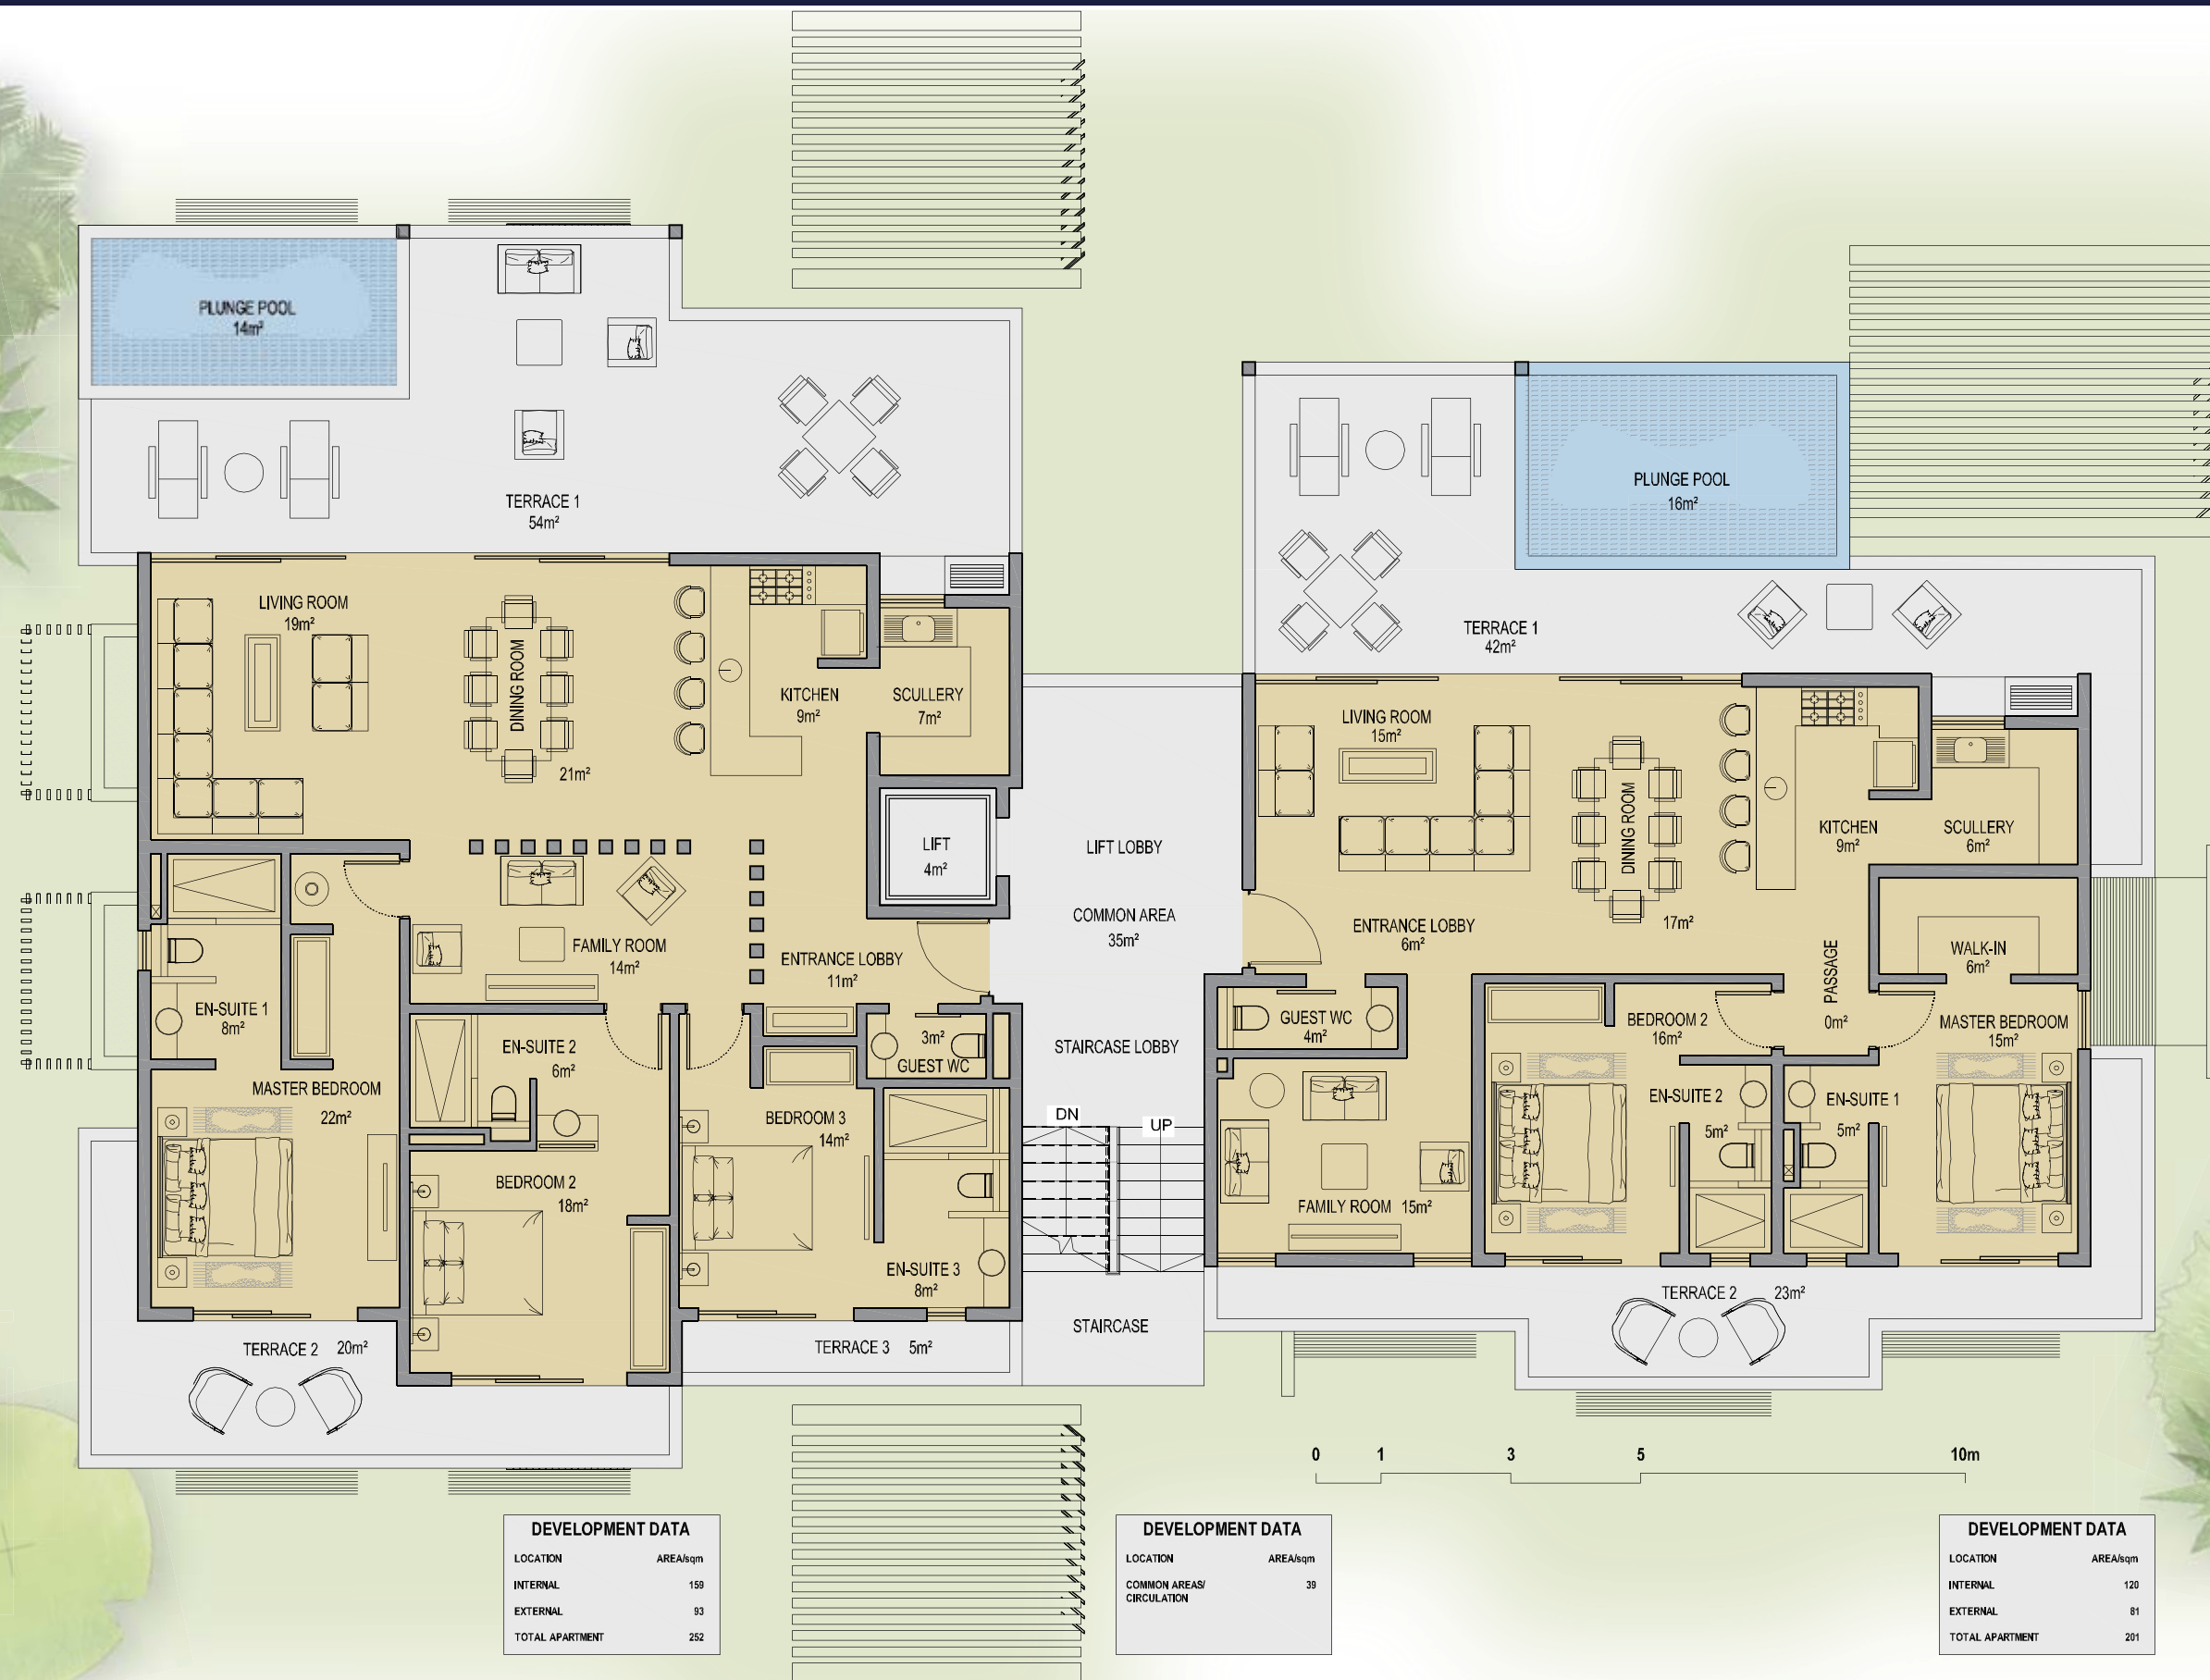 PLUNGE POOL
14m²
TERRACE 1
54m²
LIVING ROOM
19m²
DINING ROOM
21m²
KITCHEN
9m²
SCULLERY
7m²
LIFT
4m²
FAMILY ROOM
14m²
ENTRANCE LOBBY
11m²
EN-SUITE 1
8m²
MASTER BEDROOM
22m²
EN-SUITE 2
6m²
BEDROOM 2
18m²
BEDROOM 3
14m²
3m²
GUEST WC
EN-SUITE 3
8m²
TERRACE 2 20m²
TERRACE 3 5m²
LIFT LOBBY
COMMON AREA
35m²
STAIRCASE LOBBY
DN
UP
STAIRCASE
PLUNGE POOL
16m²
TERRACE 1
42m²
LIVING ROOM
15m²
DINING ROOM
17m²
KITCHEN
9m²
SCULLERY
6m²
ENTRANCE LOBBY
6m²
WALK-IN
6m²
PASSAGE
0m²
GUEST WC
4m²
BEDROOM 2
16m²
MASTER BEDROOM
15m²
EN-SUITE 2
5m²
EN-SUITE 1
5m²
FAMILY ROOM 15m²
TERRACE 2 23m²
0 1 3 5 10m
DEVELOPMENT DATA
LOCATION AREA/sqm
INTERNAL 159
EXTERNAL 93
TOTAL APARTMENT 252
DEVELOPMENT DATA
LOCATION AREA/sqm
COMMON AREAS/ 39
CIRCULATION
DEVELOPMENT DATA
LOCATION AREA/sqm
INTERNAL 120
EXTERNAL 81
TOTAL APARTMENT 201